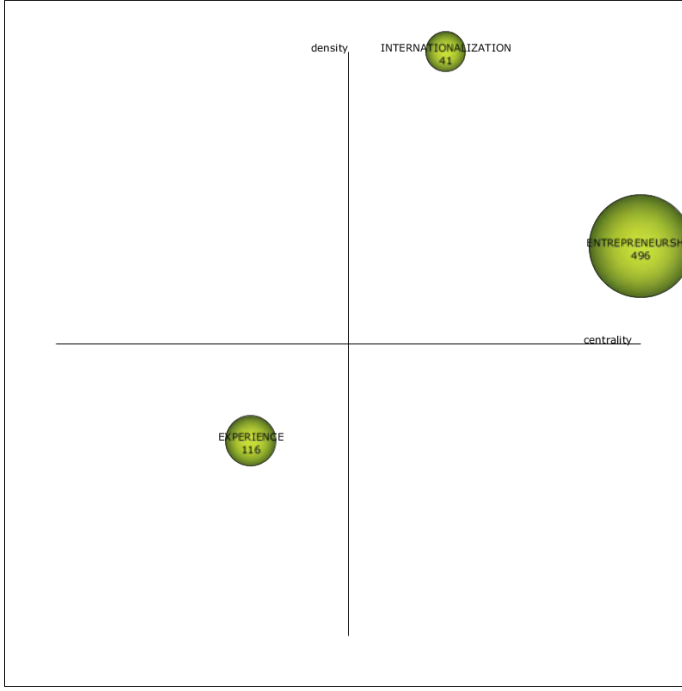 density
INTERNATIONALIZATION
41
ENTREPRENEURSH
496
centrality
EXPERIENCE
116